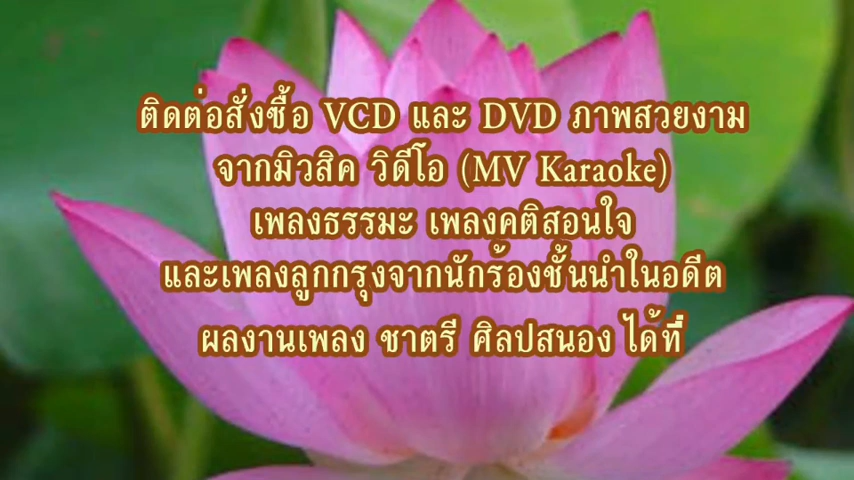 ติดต่อสั่งซื้อ VCD และ DVD ภาพสวยงาม
จากมิวสิค วิดีโอ (MV Karaoke)
เพลงธรรมะ เพลงคติสอนใจ
และเพลงลูกกรุงจากนักร้องชั้นนำในอดีต
ผลงานเพลง ชาตรี ศิลปสนอง ได้ที่